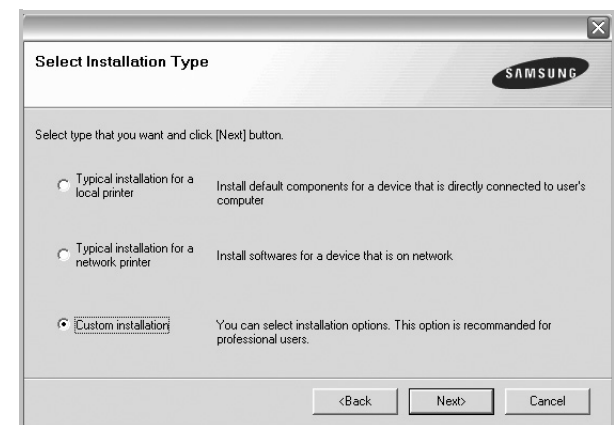 Select Installation Type
SAMSUNG
Select type that you want and click [Next] button.
Typical installation for a
local printer
Install default components for a device that is directly connected to user's
computer
Typical installation for a
network printer
Install softwares for a device that is on network
Custom installation
You can select installation options. This option is recommanded for
professional users.
<Back
Next>
Cancel